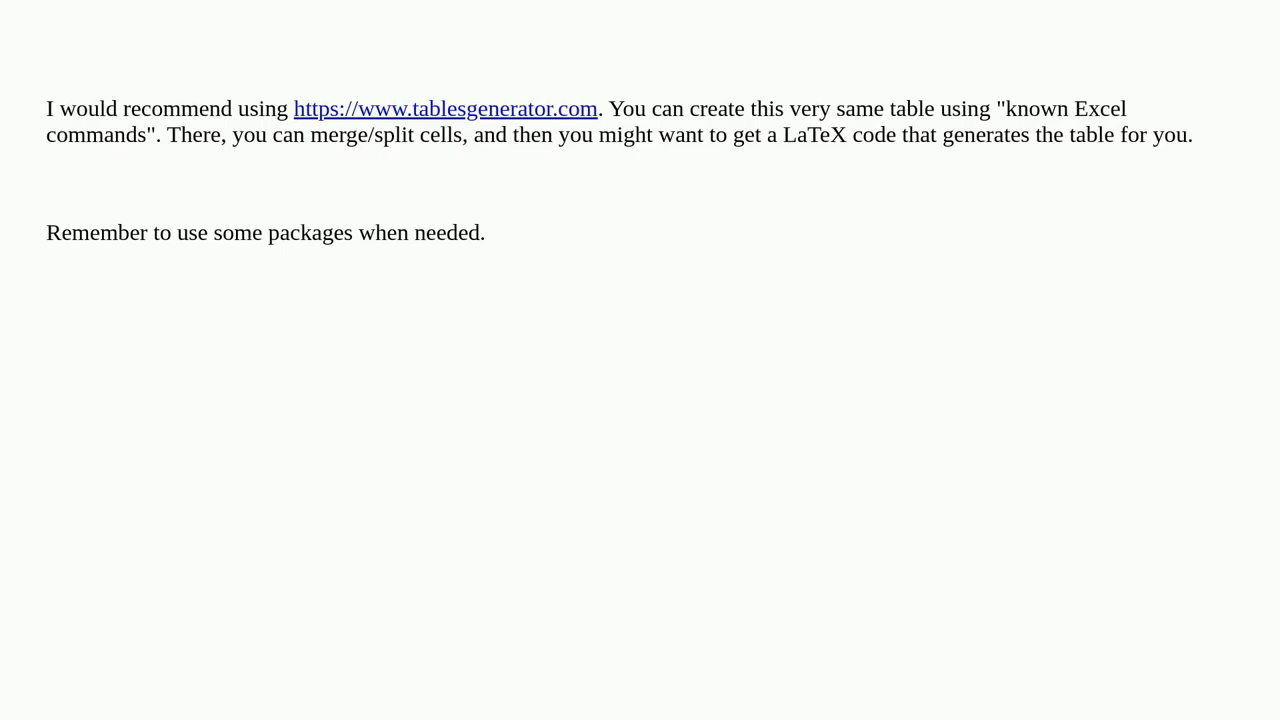 I would recommend using https://www.tablesgenerator.com. You can create this very same table using "known Excel
commands". There, you can merge/split cells, and then you might want to get a LaTeX code that generates the table for you.
Remember to use some packages when needed.